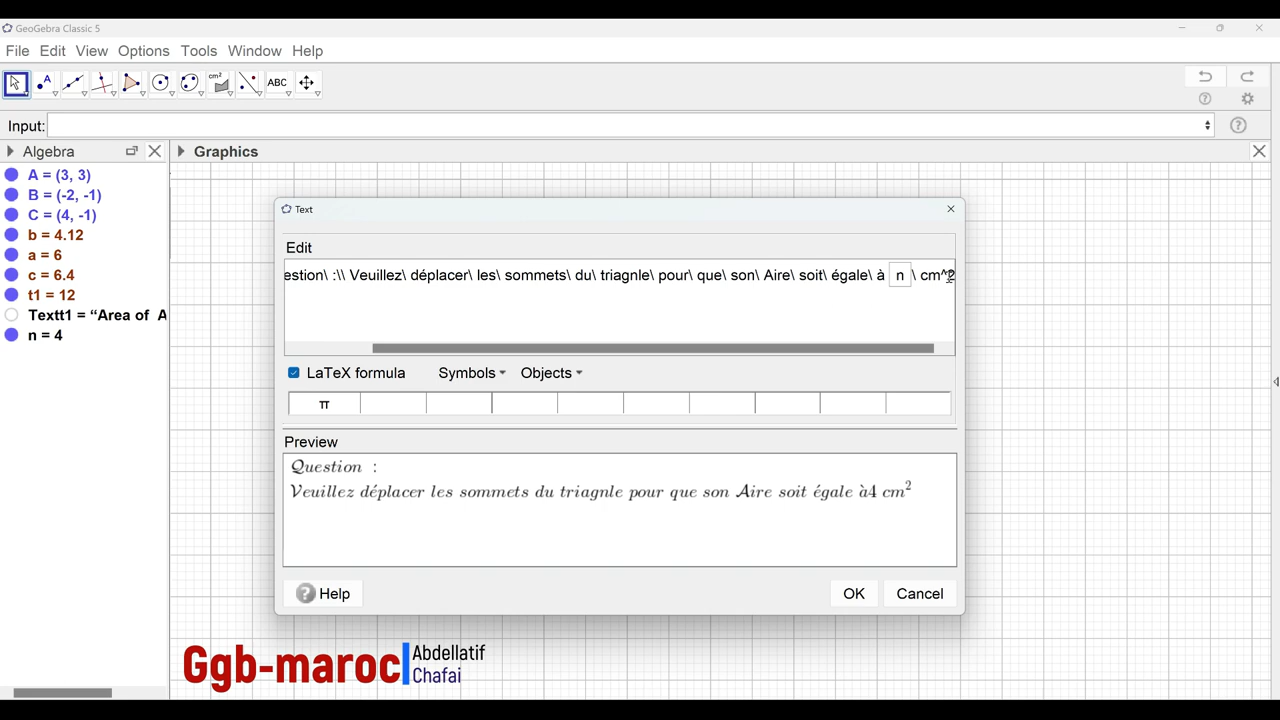 GeoGebra Classic 5
File Edit View Options Tools Window Help
A cm² ABC
Input:
Algebra
Graphics
A = (3, 3)
B = (-2, -1)
C = (4, -1)
b = 4.12
a = 6
c = 6.4
t1 = 12
Textt1 = “Area of A
n = 4
Text
Edit
estion\ :\\ Veuillez\ déplacer\ les\ sommets\ du\ triagnle\ pour\ que\ son\ Aire\ soit\ égale\ à n \ cm^2
LaTeX formula Symbols Objects
π
Preview
Question :
Veuillez déplacer les sommets du triagnle pour que son Aire soit égale à4 cm²
Help OK Cancel
Ggb-maroc Abdellatif
Chafai